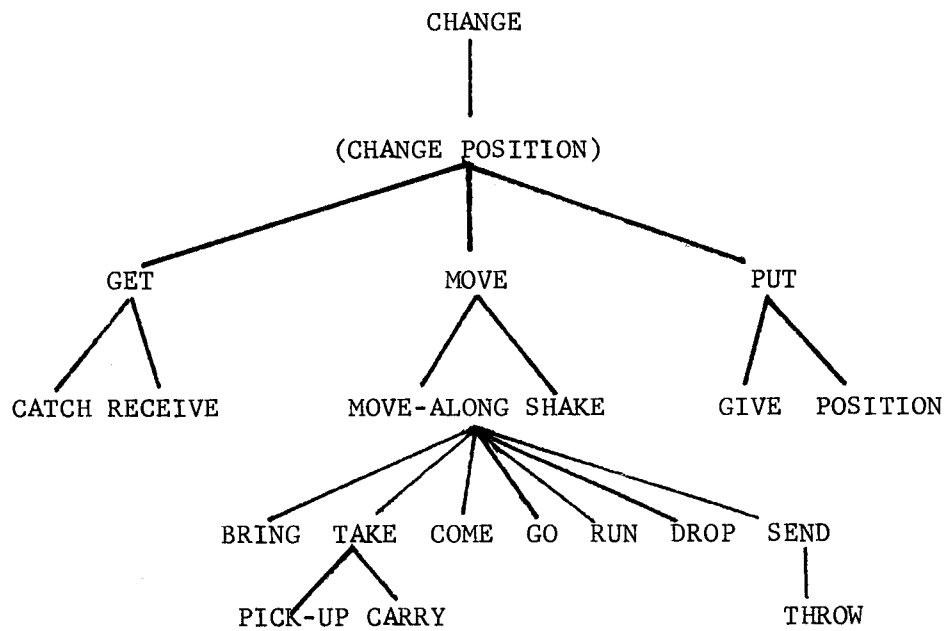 CHANGE
(CHANGE POSITION)
GET MOVE PUT
CATCH RECEIVE MOVE-ALONG SHAKE GIVE POSITION
BRING TAKE COME GO RUN DROP SEND
PICK-UP CARRY THROW